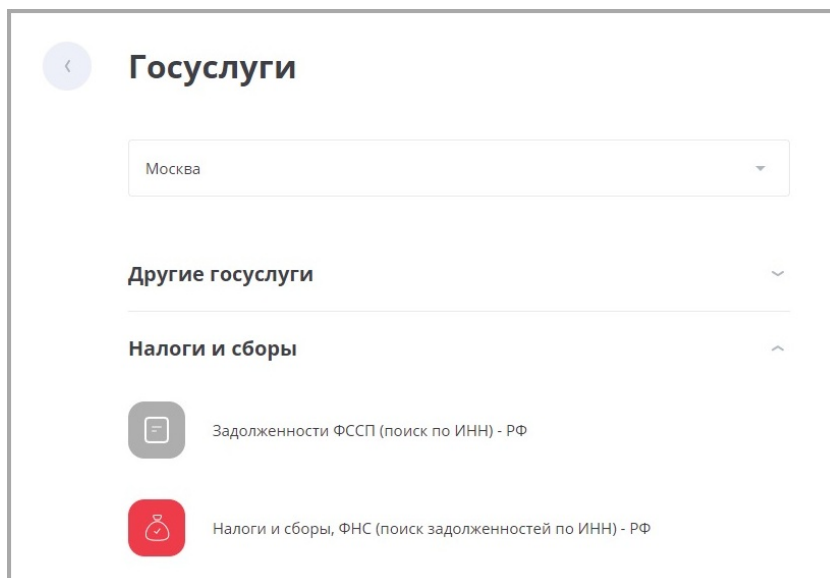 Госуслуги
Москва
Другие госуслуги
Налоги и сборы
Задолженности ФССП (поиск по ИНН) - РФ
Налоги и сборы, ФНС (поиск задолженностей по ИНН) - РФ